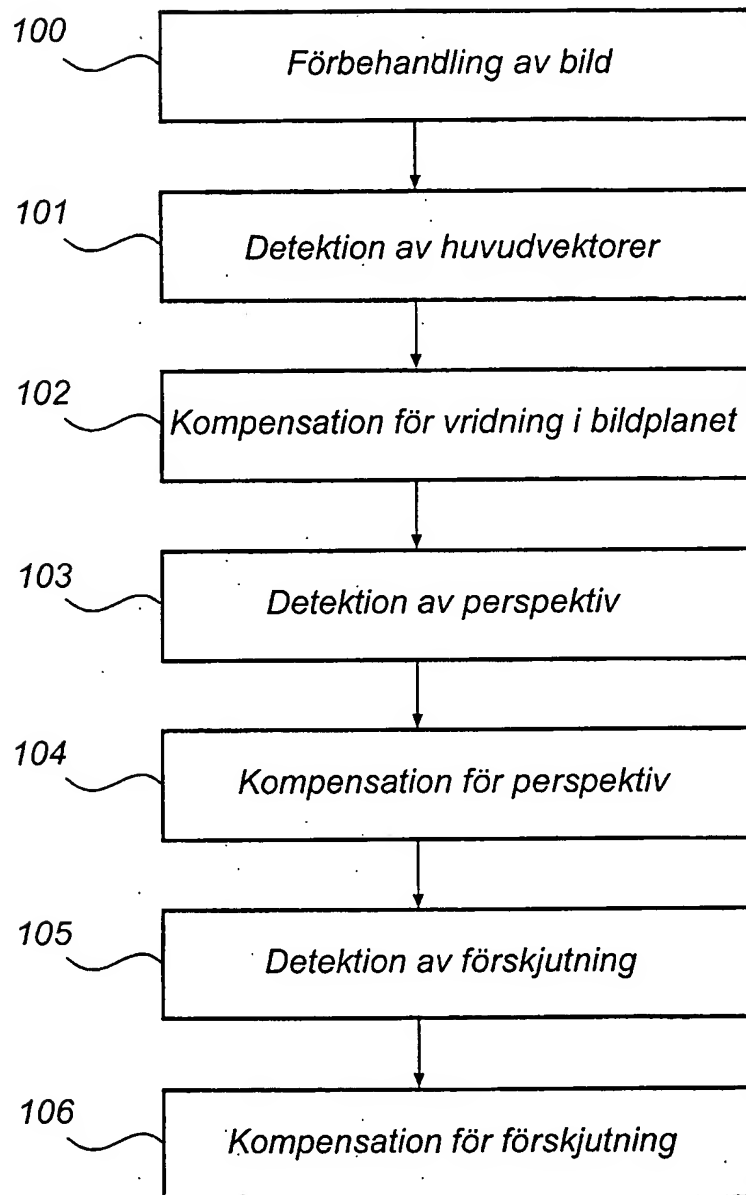 100
Förbehandling av bild
101
Detektion av huvudvektorer
102
Kompensation för vridning i bildplanet
103
Detektion av perspektiv
104
Kompensation för perspektiv
105
Detektion av förskjutning
106
Kompensation för förskjutning